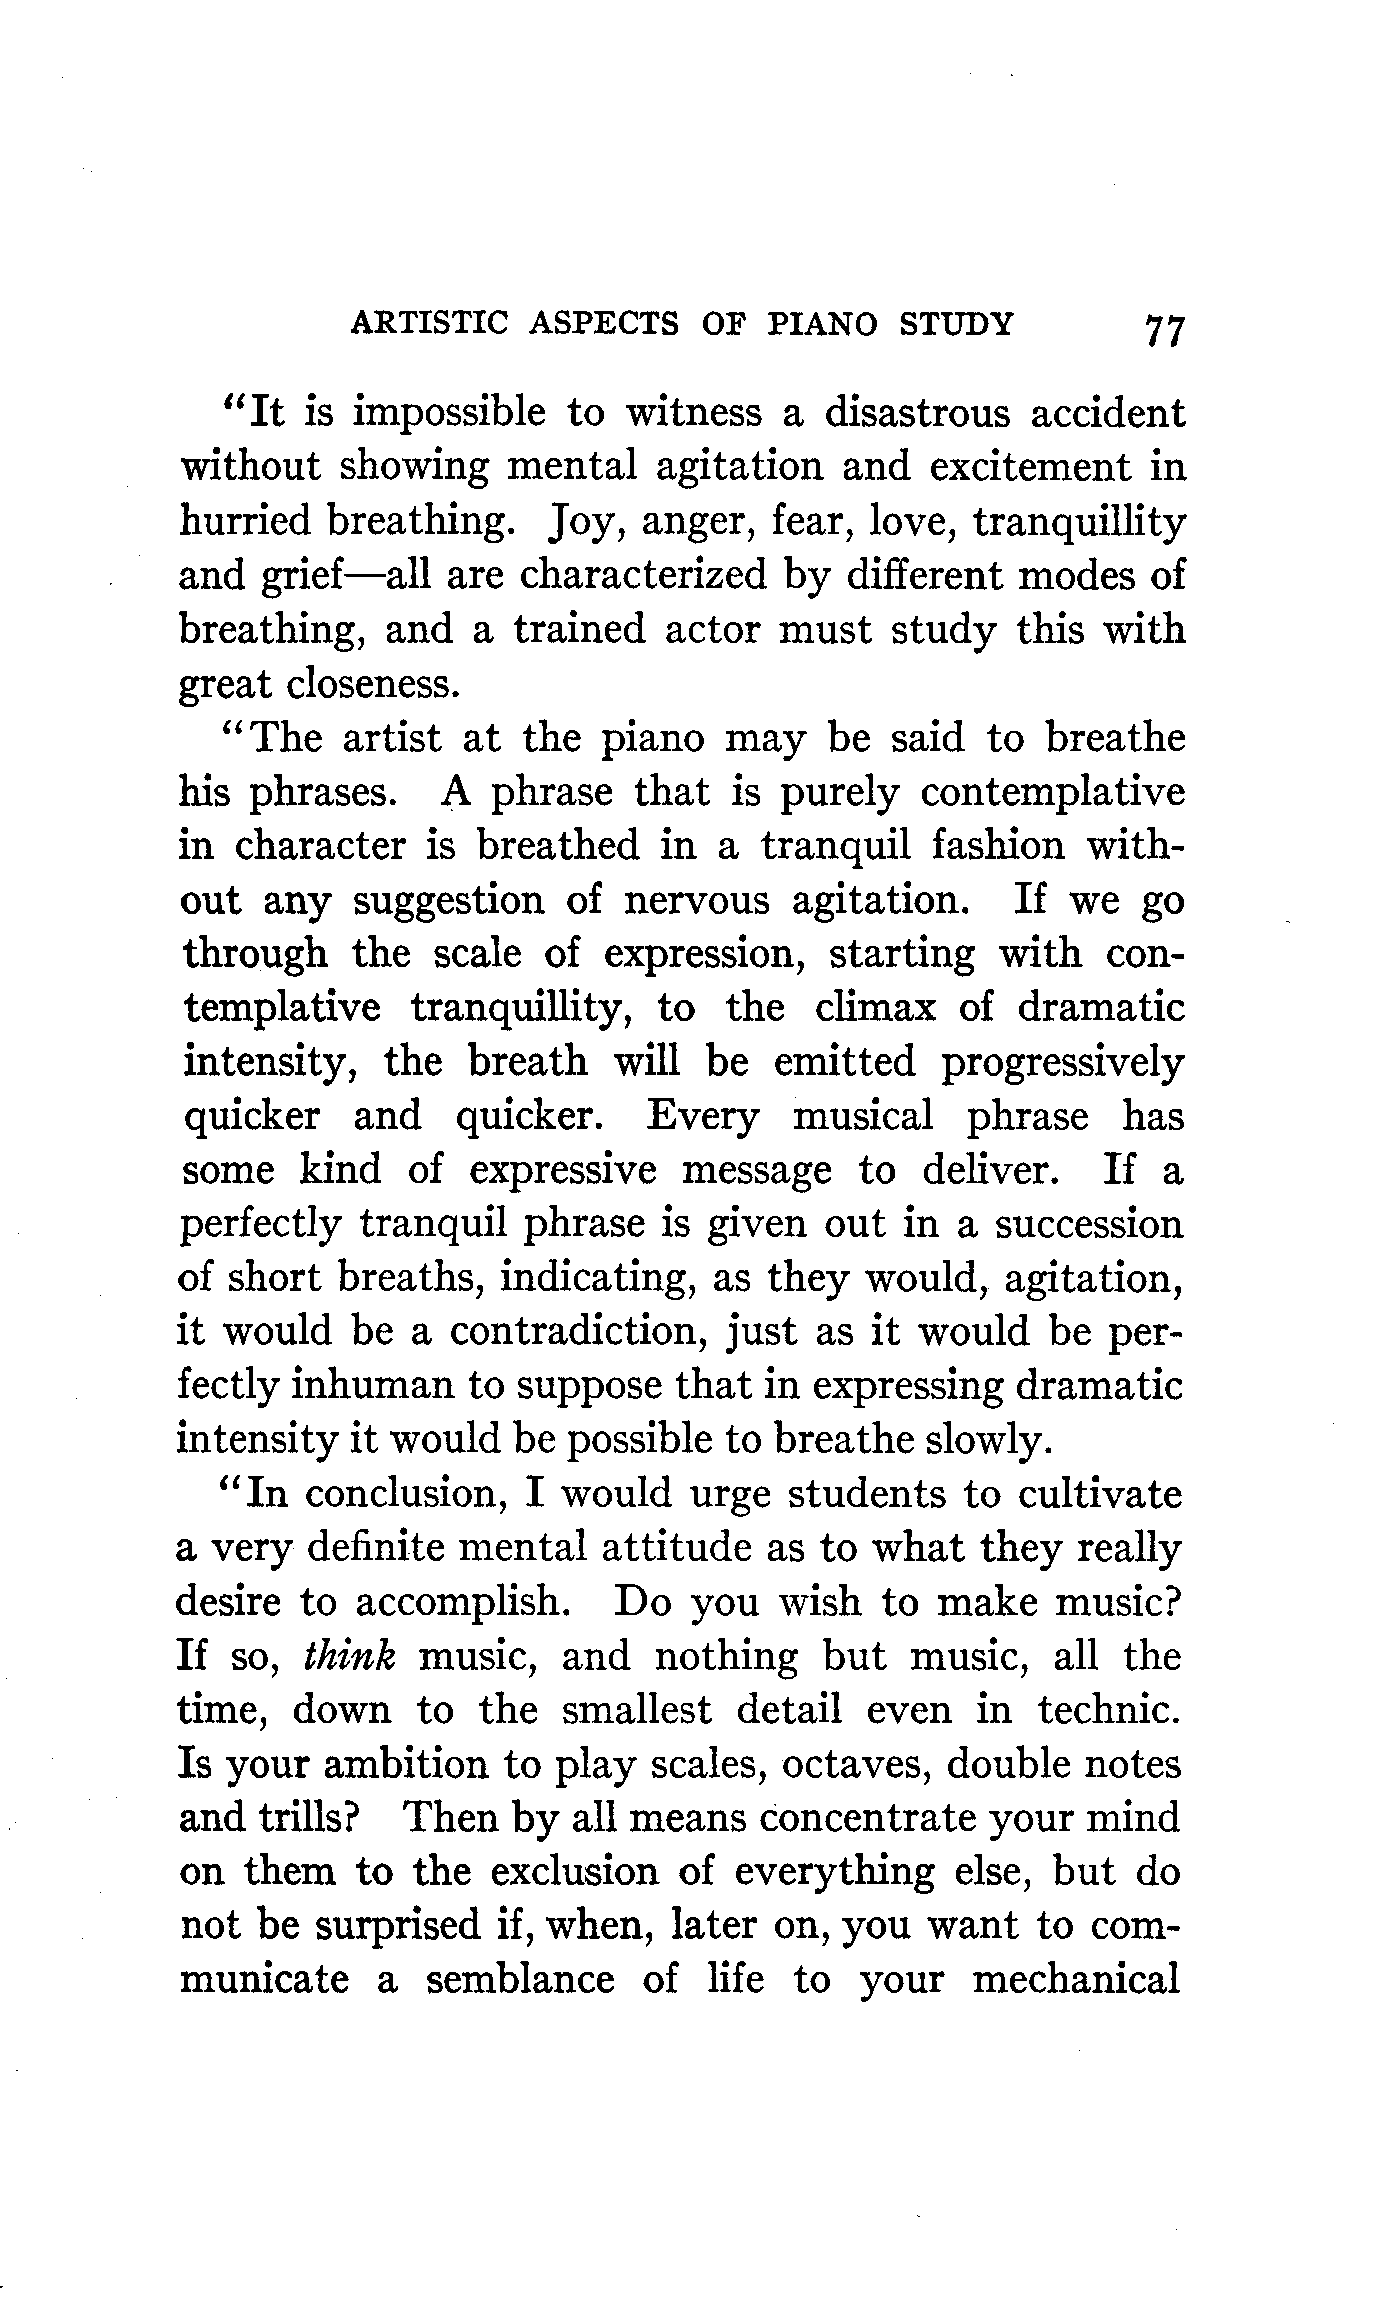 ARTISTIC ASPECTS OF PIANO STUDY 77
"It is impossible to witness a disastrous accident
without showing mental agitation and excitement in
hurried breathing. Joy, anger, fear, love, tranquillity
and grief—all are characterized by different modes of
breathing, and a trained actor must study this with
great closeness.
"The artist at the piano may be said to breathe
his phrases. A phrase that is purely contemplative
in character is breathed in a tranquil fashion with-
out any suggestion of nervous agitation. If we go
through the scale of expression, starting with con-
templative tranquillity, to the climax of dramatic
intensity, the breath will be emitted progressively
quicker and quicker. Every musical phrase has
some kind of expressive message to deliver. If a
perfectly tranquil phrase is given out in a succession
of short breaths, indicating, as they would, agitation,
it would be a contradiction, just as it would be per-
fectly inhuman to suppose that in expressing dramatic
intensity it would be possible to breathe slowly.
"In conclusion, I would urge students to cultivate
a very definite mental attitude as to what they really
desire to accomplish. Do you wish to make music?
If so, think music, and nothing but music, all the
time, down to the smallest detail even in technic.
Is your ambition to play scales, octaves, double notes
and trills? Then by all means concentrate your mind
on them to the exclusion of everything else, but do
not be surprised if, when, later on, you want to com-
municate a semblance of life to your mechanical